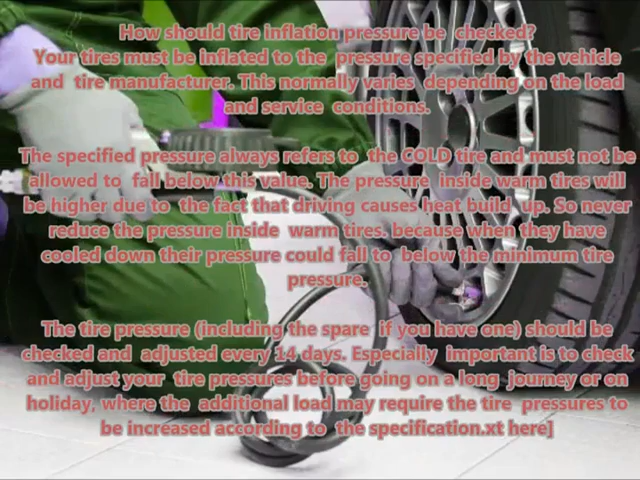 How should tire inflation pressure be checked?
Your tires must be inflated to the pressure specified by the vehicle
and tire manufacturer. This normally varies depending on the load
and service conditions.
The specified pressure always refers to the COLD tire and must not be
allowed to fall below this value. The pressure inside warm tires will
be higher due to the fact that driving causes heat build up. So never
reduce the pressure inside warm tires. because when they have
cooled down their pressure could fall to below the minimum tire
pressure.
The tire pressure (including the spare if you have one) should be
checked and adjusted every 14 days. Especially important is to check
and adjust your tire pressures before going on a long journey or on
holiday, where the additional load may require the tire pressures to
be increased according to the specification.xt here]